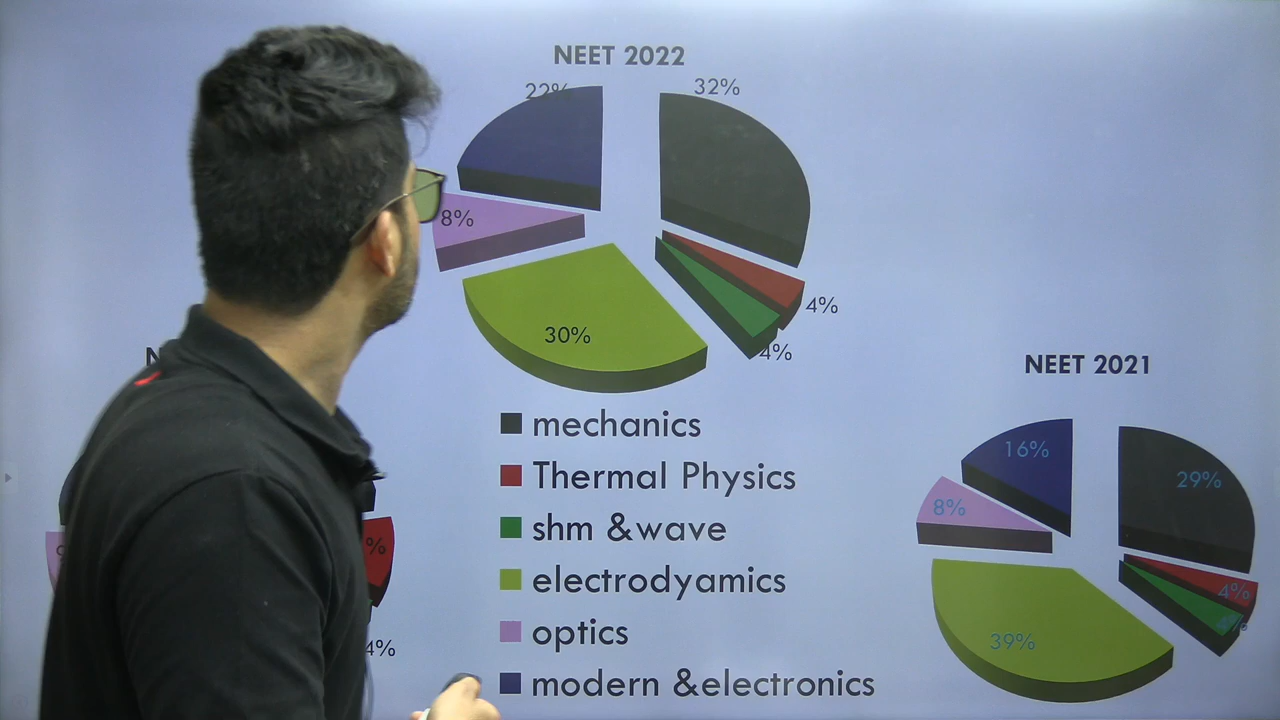 NEET 2022
22%
32%
8%
4%
30%
4%
mechanics
Thermal Physics
shm &wave
electrodyamics
optics
modern &electronics
NEET 2021
16%
29%
8%
4%
4%
39%
4%